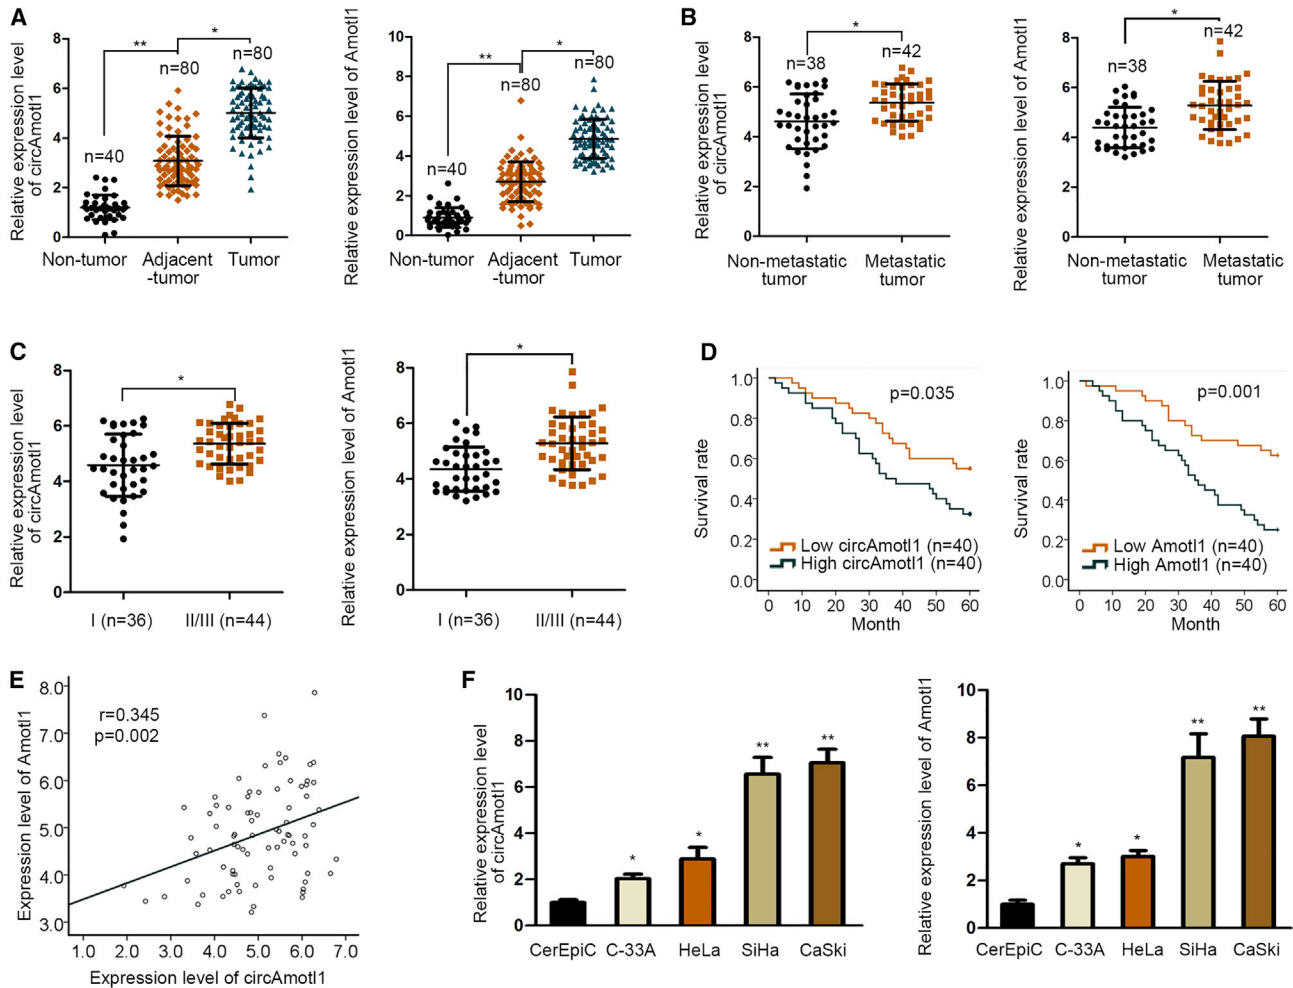 A
Relative expression level
of circAmotl1
8
6
4
2
0
n=40
n=80
n=80
**
*
Non-tumor
Adjacent
-tumor
Tumor
Relative expression level of Amotl1
10
8
6
4
2
0
n=40
n=80
n=80
**
*
Non-tumor
Adjacent
-tumor
Tumor
B
Relative expression level
of circAmotl1
8
6
4
2
0
n=38
n=42
*
Non-metastatic
tumor
Metastatic
tumor
Relative expression level of Amotl1
8
6
4
2
0
n=38
n=42
*
Non-metastatic
tumor
Metastatic
tumor
C
Relative expression level
of circAmotl1
8
6
4
2
0
*
I (n=36)
II/III (n=44)
Relative expression level of Amotl1
8
6
4
2
0
*
I (n=36)
II/III (n=44)
D
Survival rate
1.0
0.8
0.6
0.4
0.2
0.0
p=0.035
Low circAmotl1 (n=40)
High circAmotl1 (n=40)
0 10 20 30 40 50 60
Month
Survival rate
1.0
0.8
0.6
0.4
0.2
0.0
p=0.001
Low Amotl1 (n=40)
High Amotl1 (n=40)
0 10 20 30 40 50 60
Month
E
Expression level of Amotl1
8.0
7.0
6.0
5.0
4.0
3.0
r=0.345
p=0.002
1.0 2.0 3.0 4.0 5.0 6.0 7.0
Expression level of circAmotl1
F
Relative expression level
of circAmotl1
10
8
6
4
2
0
*
*
**
**
CerEpiC C-33A HeLa SiHa CaSki
Relative expression level of Amotl1
10
8
6
4
2
0
*
*
**
**
CerEpiC C-33A HeLa SiHa CaSki